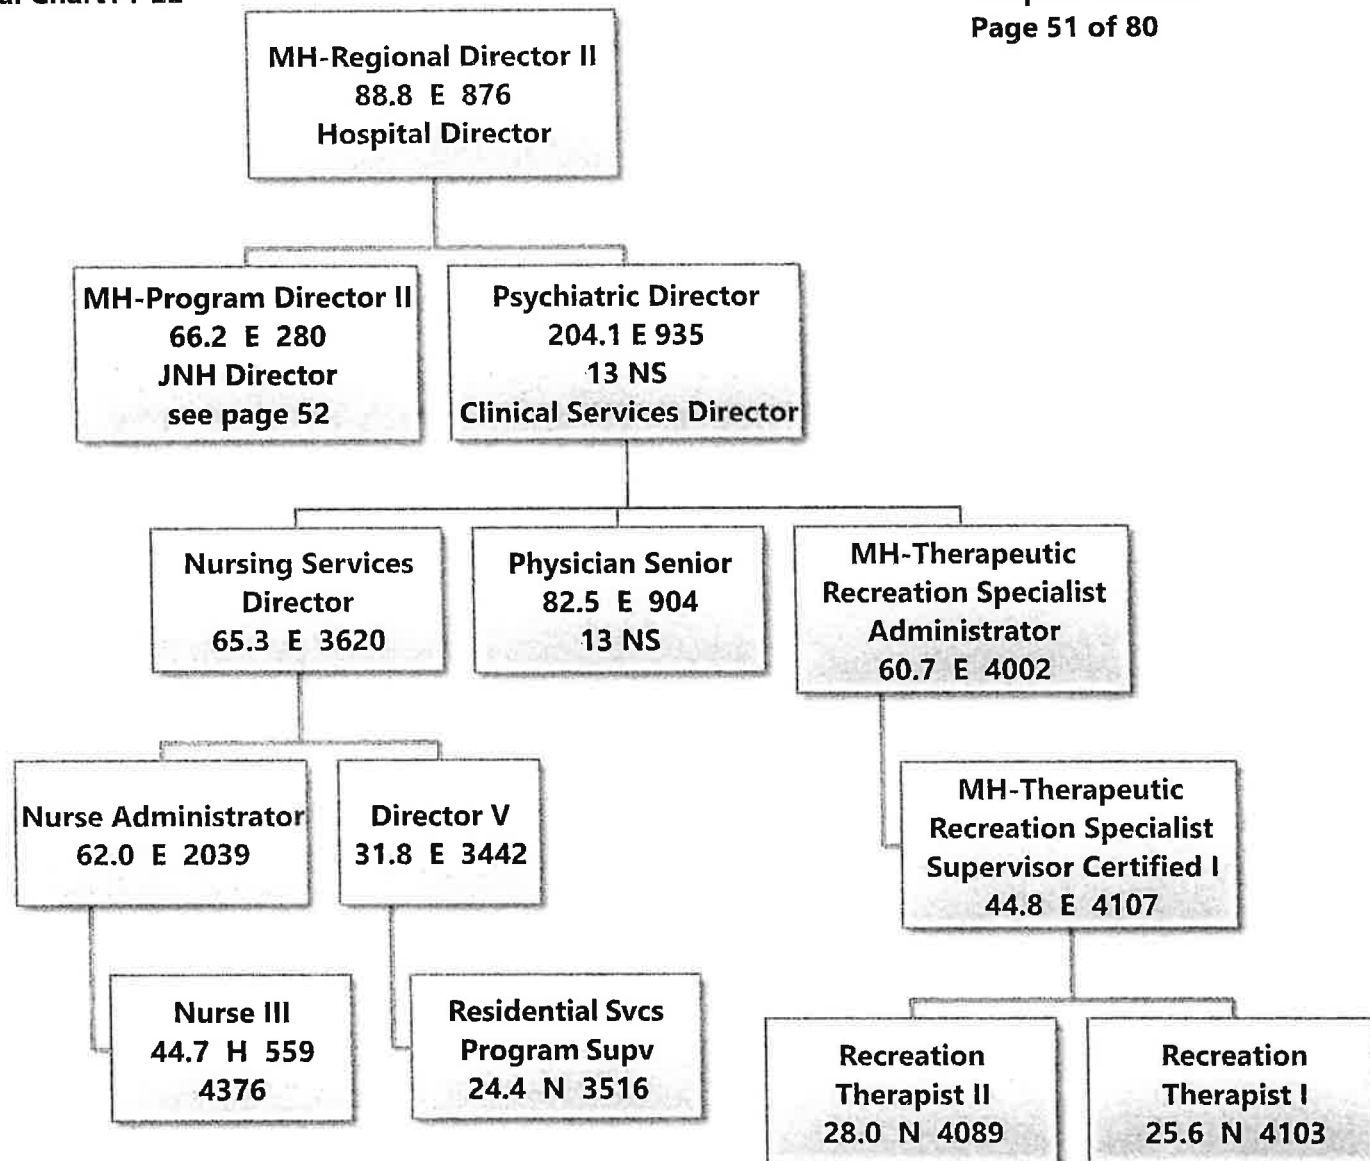 Page 51 of 80
MH-Regional Director II
88.8 E 876
Hospital Director
MH-Program Director II
66.2 E 280
JNH Director
see page 52
Psychiatric Director
204.1 E 935
13 NS
Clinical Services Director
Nursing Services
Director
65.3 E 3620
Physician Senior
82.5 E 904
13 NS
MH-Therapeutic
Recreation Specialist
Administrator
60.7 E 4002
Nurse Administrator
62.0 E 2039
Director V
31.8 E 3442
MH-Therapeutic
Recreation Specialist
Supervisor Certified I
44.8 E 4107
Nurse III
44.7 H 559
4376
Residential Svcs
Program Supv
24.4 N 3516
Recreation
Therapist II
28.0 N 4089
Recreation
Therapist I
25.6 N 4103